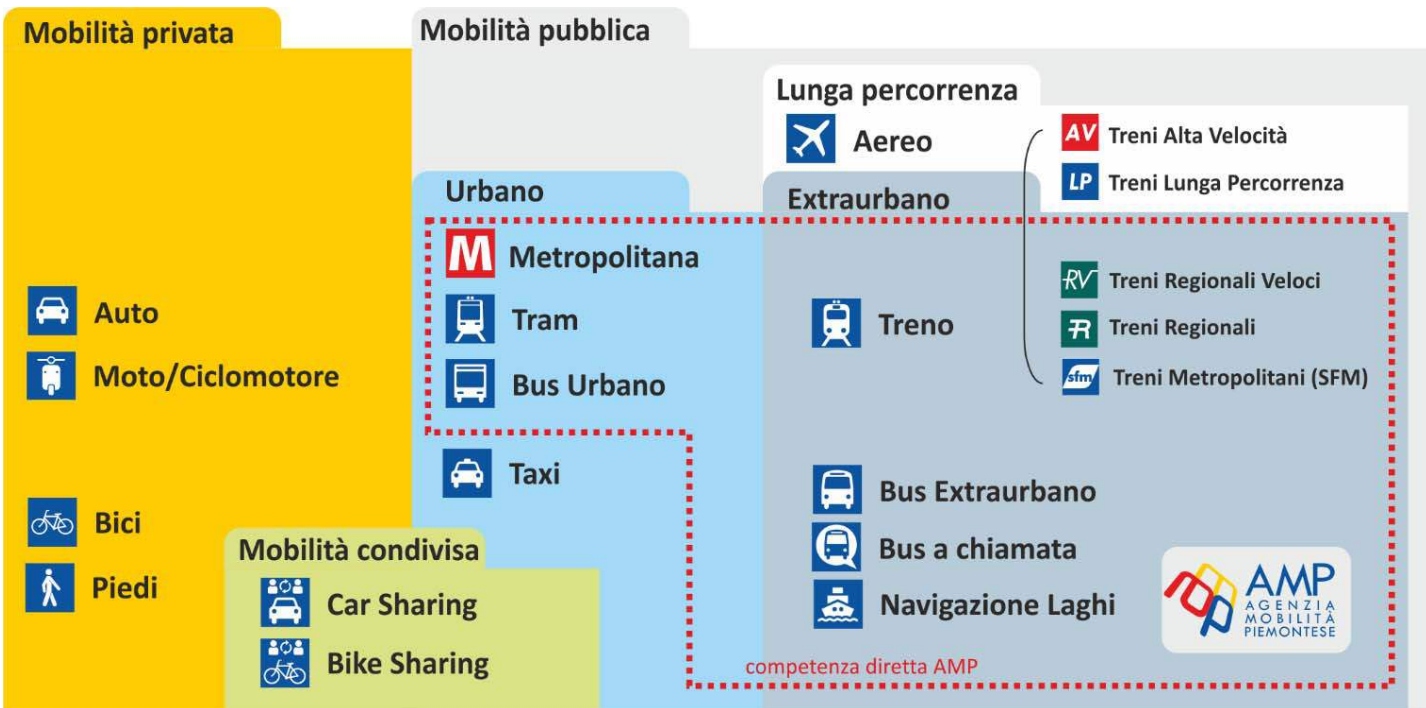 Mobilità privata
Auto
Moto/Ciclomotore
Bici
Piedi
Mobilità condivisa
Car Sharing
Bike Sharing
Mobilità pubblica
Urbano
M Metropolitana
Tram
Bus Urbano
Taxi
Lunga percorrenza
Aereo
AV Treni Alta Velocità
LP Treni Lunga Percorrenza
Extraurbano
Treno
RV Treni Regionali Veloci
R Treni Regionali
sfm Treni Metropolitani (SFM)
Bus Extraurbano
Bus a chiamata
Navigazione Laghi
competenza diretta AMP
AMP
AGENZIA
MOBILITÀ
PIEMONTESE